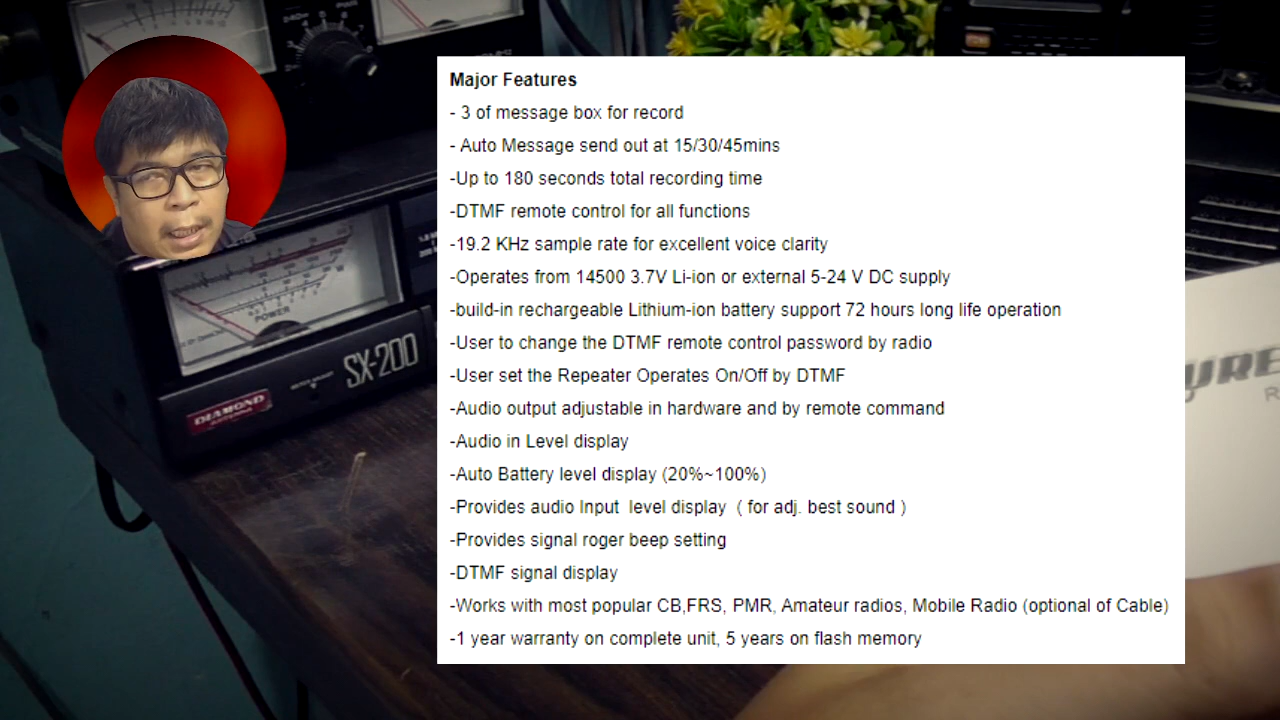 Major Features
- 3 of message box for record
- Auto Message send out at 15/30/45mins
-Up to 180 seconds total recording time
-DTMF remote control for all functions
-19.2 KHz sample rate for excellent voice clarity
-Operates from 14500 3.7V Li-ion or external 5-24 V DC supply
-build-in rechargeable Lithium-ion battery support 72 hours long life operation
-User to change the DTMF remote control password by radio
-User set the Repeater Operates On/Off by DTMF
-Audio output adjustable in hardware and by remote command
-Audio in Level display
-Auto Battery level display (20%~100%)
-Provides audio Input  level display  ( for adj. best sound )
-Provides signal roger beep setting
-DTMF signal display
-Works with most popular CB,FRS, PMR, Amateur radios, Mobile Radio (optional of Cable)
-1 year warranty on complete unit, 5 years on flash memory
POWER
SX-200
DIAMOND
ANTENNA